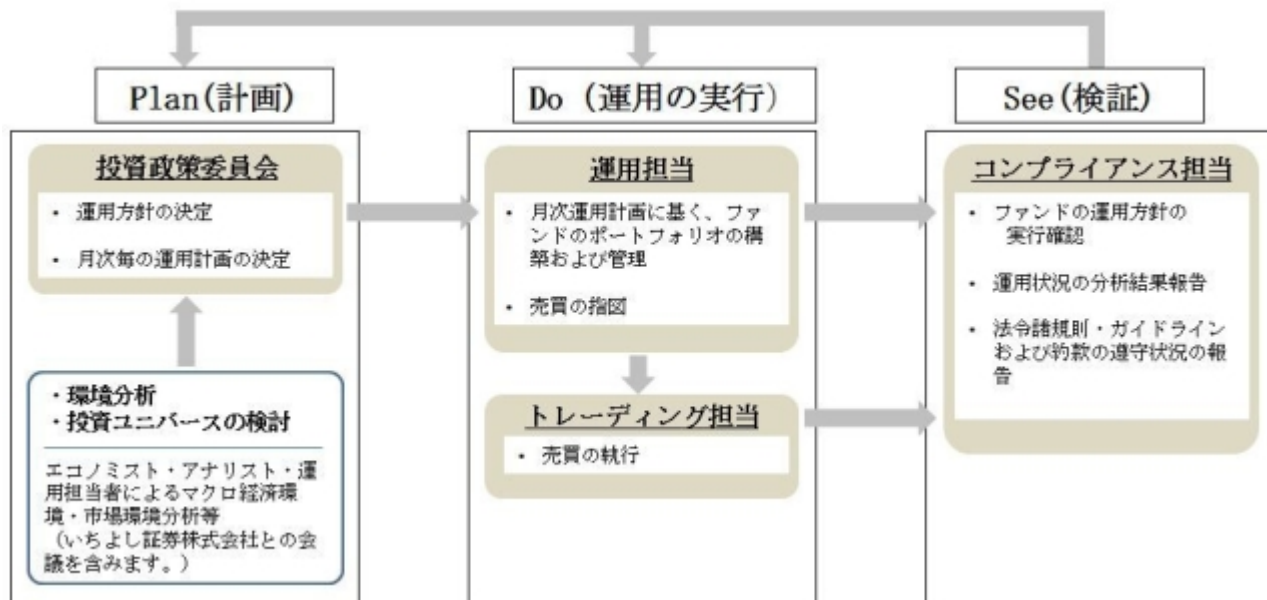 Plan(計画)
投資政策委員会
・ 運用方針の決定
・ 月次毎の運用計画の決定
・環境分析
・投資ユニバースの検討
エコノミスト・アナリスト・運
用担当者によるマクロ経済環
境・市場環境分析等
（いちよし証券株式会社との会
議を含みます。）
Do (運用の実行)
運用担当
・ 月次運用計画に基く、ファ
ンドのポートフォリオの構
築および管理
・ 売買の指図
トレーディング担当
・ 売買の執行
See(検証)
コンプライアンス担当
・ ファンドの運用方針の
実行確認
・ 運用状況の分析結果報告
・ 法令諸規則・ガイドライン
および約款の遵守状況の報
告